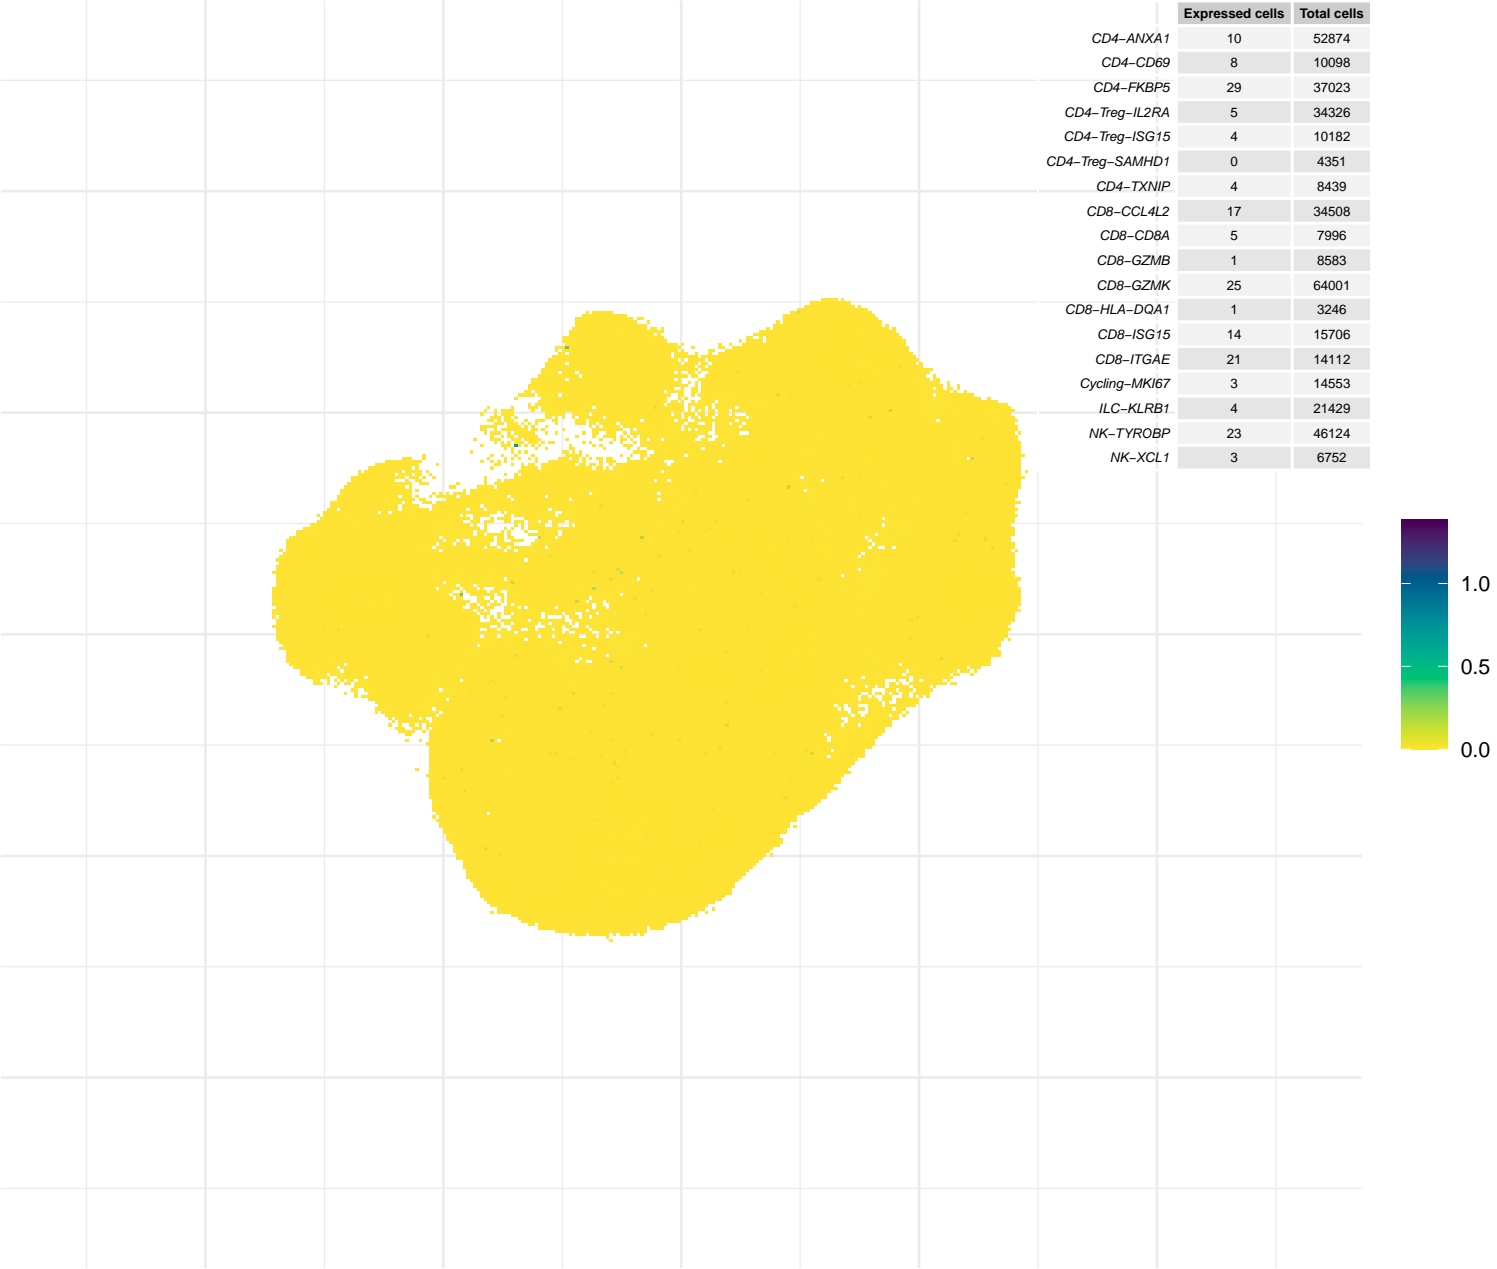 Expressed cells Total cells
CD4−ANXA1 10 52874
CD4−CD69 8 10098
CD4−FKBP5 29 37023
CD4−Treg−IL2RA 5 34326
CD4−Treg−ISG15 4 10182
CD4−Treg−SAMHD1 0 4351
CD4−TXNIP 4 8439
CD8−CCL4L2 17 34508
CD8−CD8A 5 7996
CD8−GZMB 1 8583
CD8−GZMK 25 64001
CD8−HLA−DQA1 1 3246
CD8−ISG15 14 15706
CD8−ITGAE 21 14112
Cycling−MKI67 3 14553
ILC−KLRB1 4 21429
NK−TYROBP 23 46124
NK−XCL1 3 6752
1.0
0.5
0.0